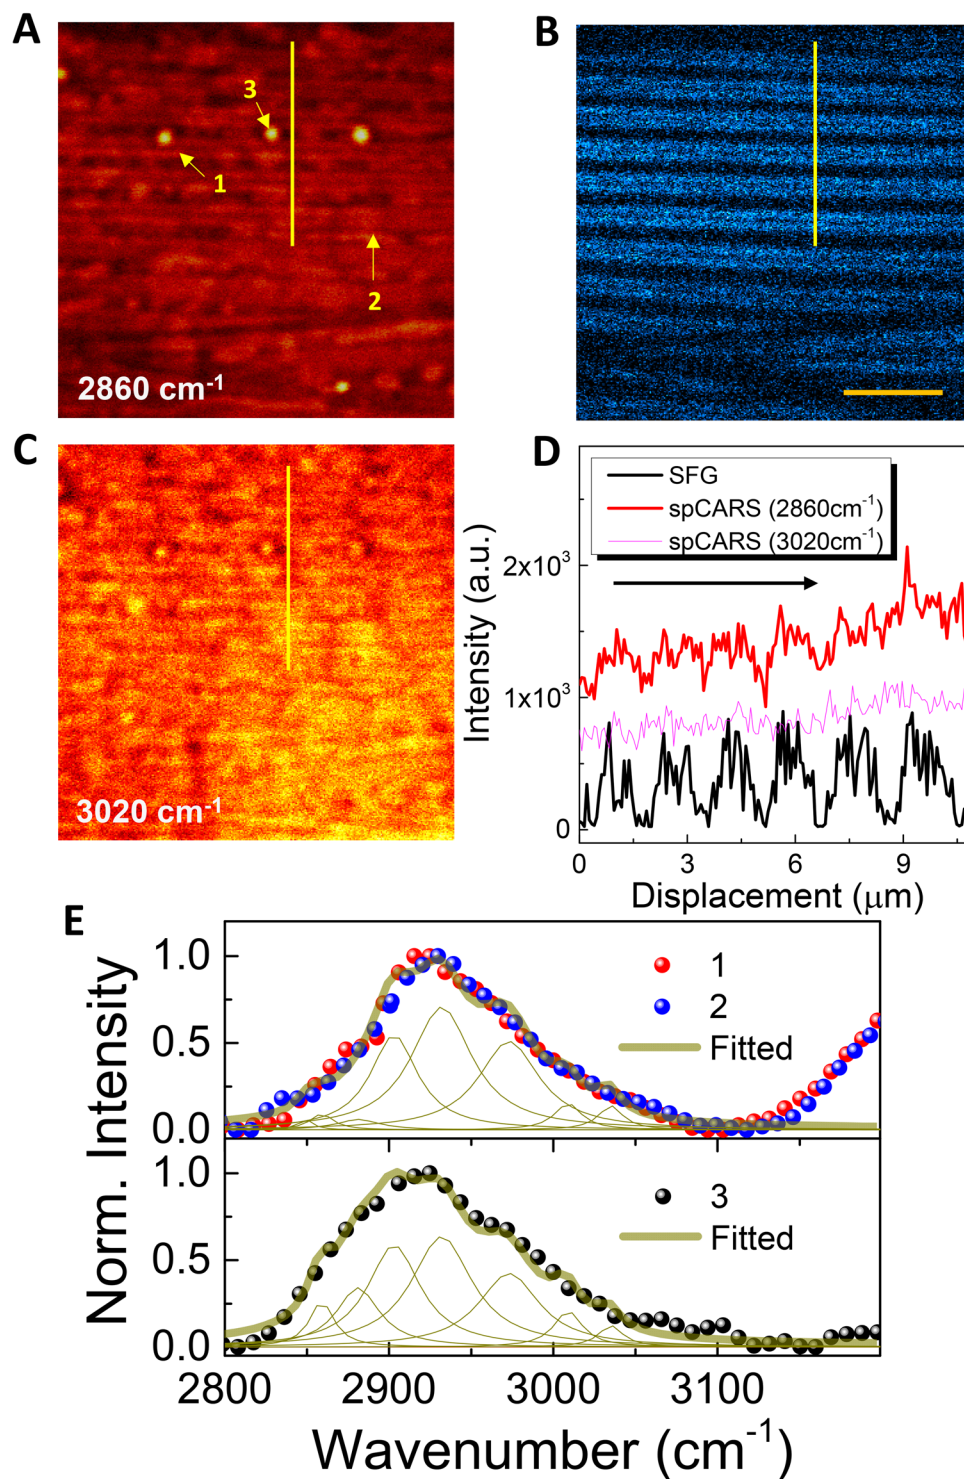 A
3
1
2
2860 cm⁻¹
B
C
3020 cm⁻¹
D
SFG
spCARS (2860cm⁻¹)
spCARS (3020cm⁻¹)
Intensity (a.u.)
2x10³
1x10³
0
0 3 6 9
Displacement (μm)
E
Norm. Intensity
1.0
0.5
0.0
1
2
Fitted
1.0
0.5
0.0
3
Fitted
2800 2900 3000 3100
Wavenumber (cm⁻¹)